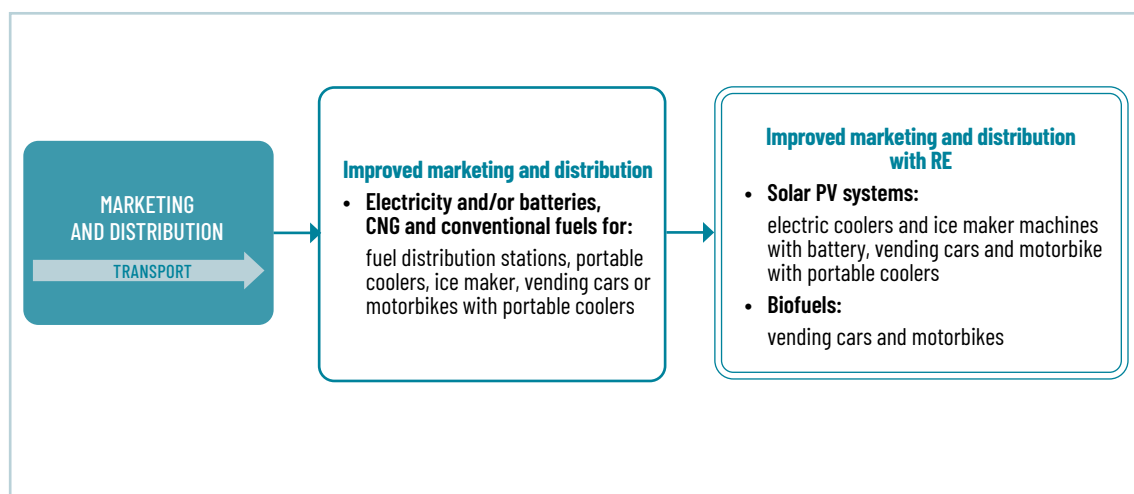 MARKETING
AND DISTRIBUTION
TRANSPORT
Improved marketing and distribution
• Electricity and/or batteries,
CNG and conventional fuels for:
fuel distribution stations, portable
coolers, ice maker, vending cars or
motorbikes with portable coolers
Improved marketing and distribution
with RE
• Solar PV systems:
electric coolers and ice maker machines
with battery, vending cars and motorbike
with portable coolers
• Biofuels:
vending cars and motorbikes